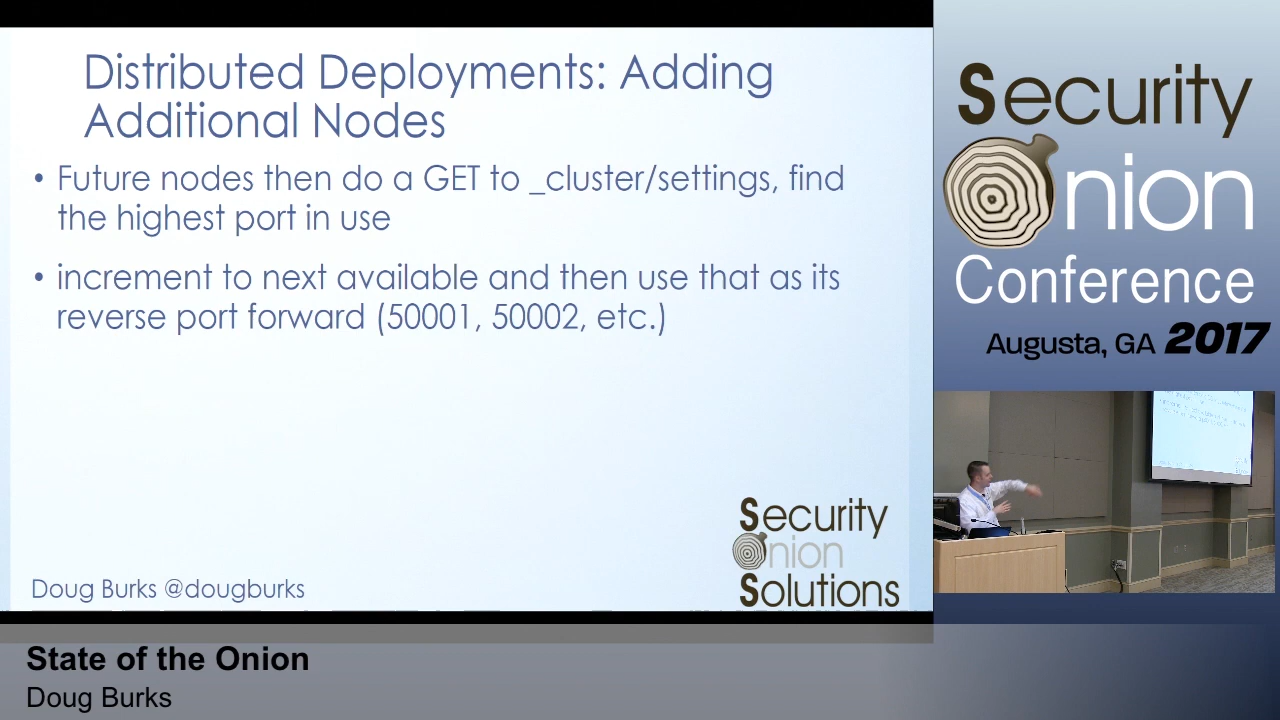 Distributed Deployments: Adding
Additional Nodes
• Future nodes then do a GET to _cluster/settings, find
the highest port in use
• increment to next available and then use that as its
reverse port forward (50001, 50002, etc.)
Doug Burks @dougburks
Security
Onion
Solutions
Security
Onion
Conference
Augusta, GA 2017
State of the Onion
Doug Burks